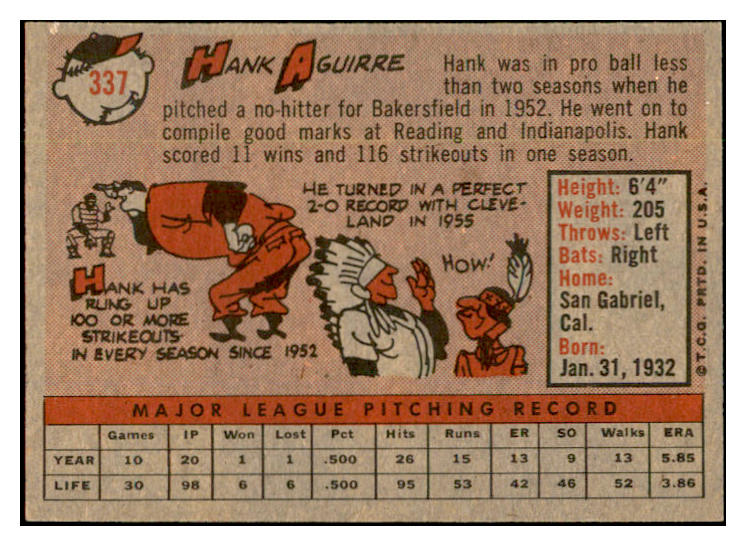 337
HANK AGUIRRE
Hank was in pro ball less
than two seasons when he
pitched a no-hitter for Bakersfield in 1952. He went on to
compile good marks at Reading and Indianapolis. Hank
scored 11 wins and 116 strikeouts in one season.
HE TURNED IN A PERFECT
2-0 RECORD WITH CLEVE-
LAND IN 1955
HOW!
HANK HAS
RUNG UP
100 OR MORE
STRIKEOUTS
IN EVERY SEASON SINCE 1952
Height: 6'4"
Weight: 205
Throws: Left
Bats: Right
Home:
San Gabriel,
Cal.
Born:
Jan. 31, 1932
© T.C.G. PRTD. IN U.S.A.
MAJOR LEAGUE PITCHING RECORD
Games IP Won Lost Pct Hits Runs ER SO Walks ERA
YEAR 10 20 1 1 .500 26 15 13 9 13 5.85
LIFE 30 98 6 6 .500 95 53 42 46 52 3.86